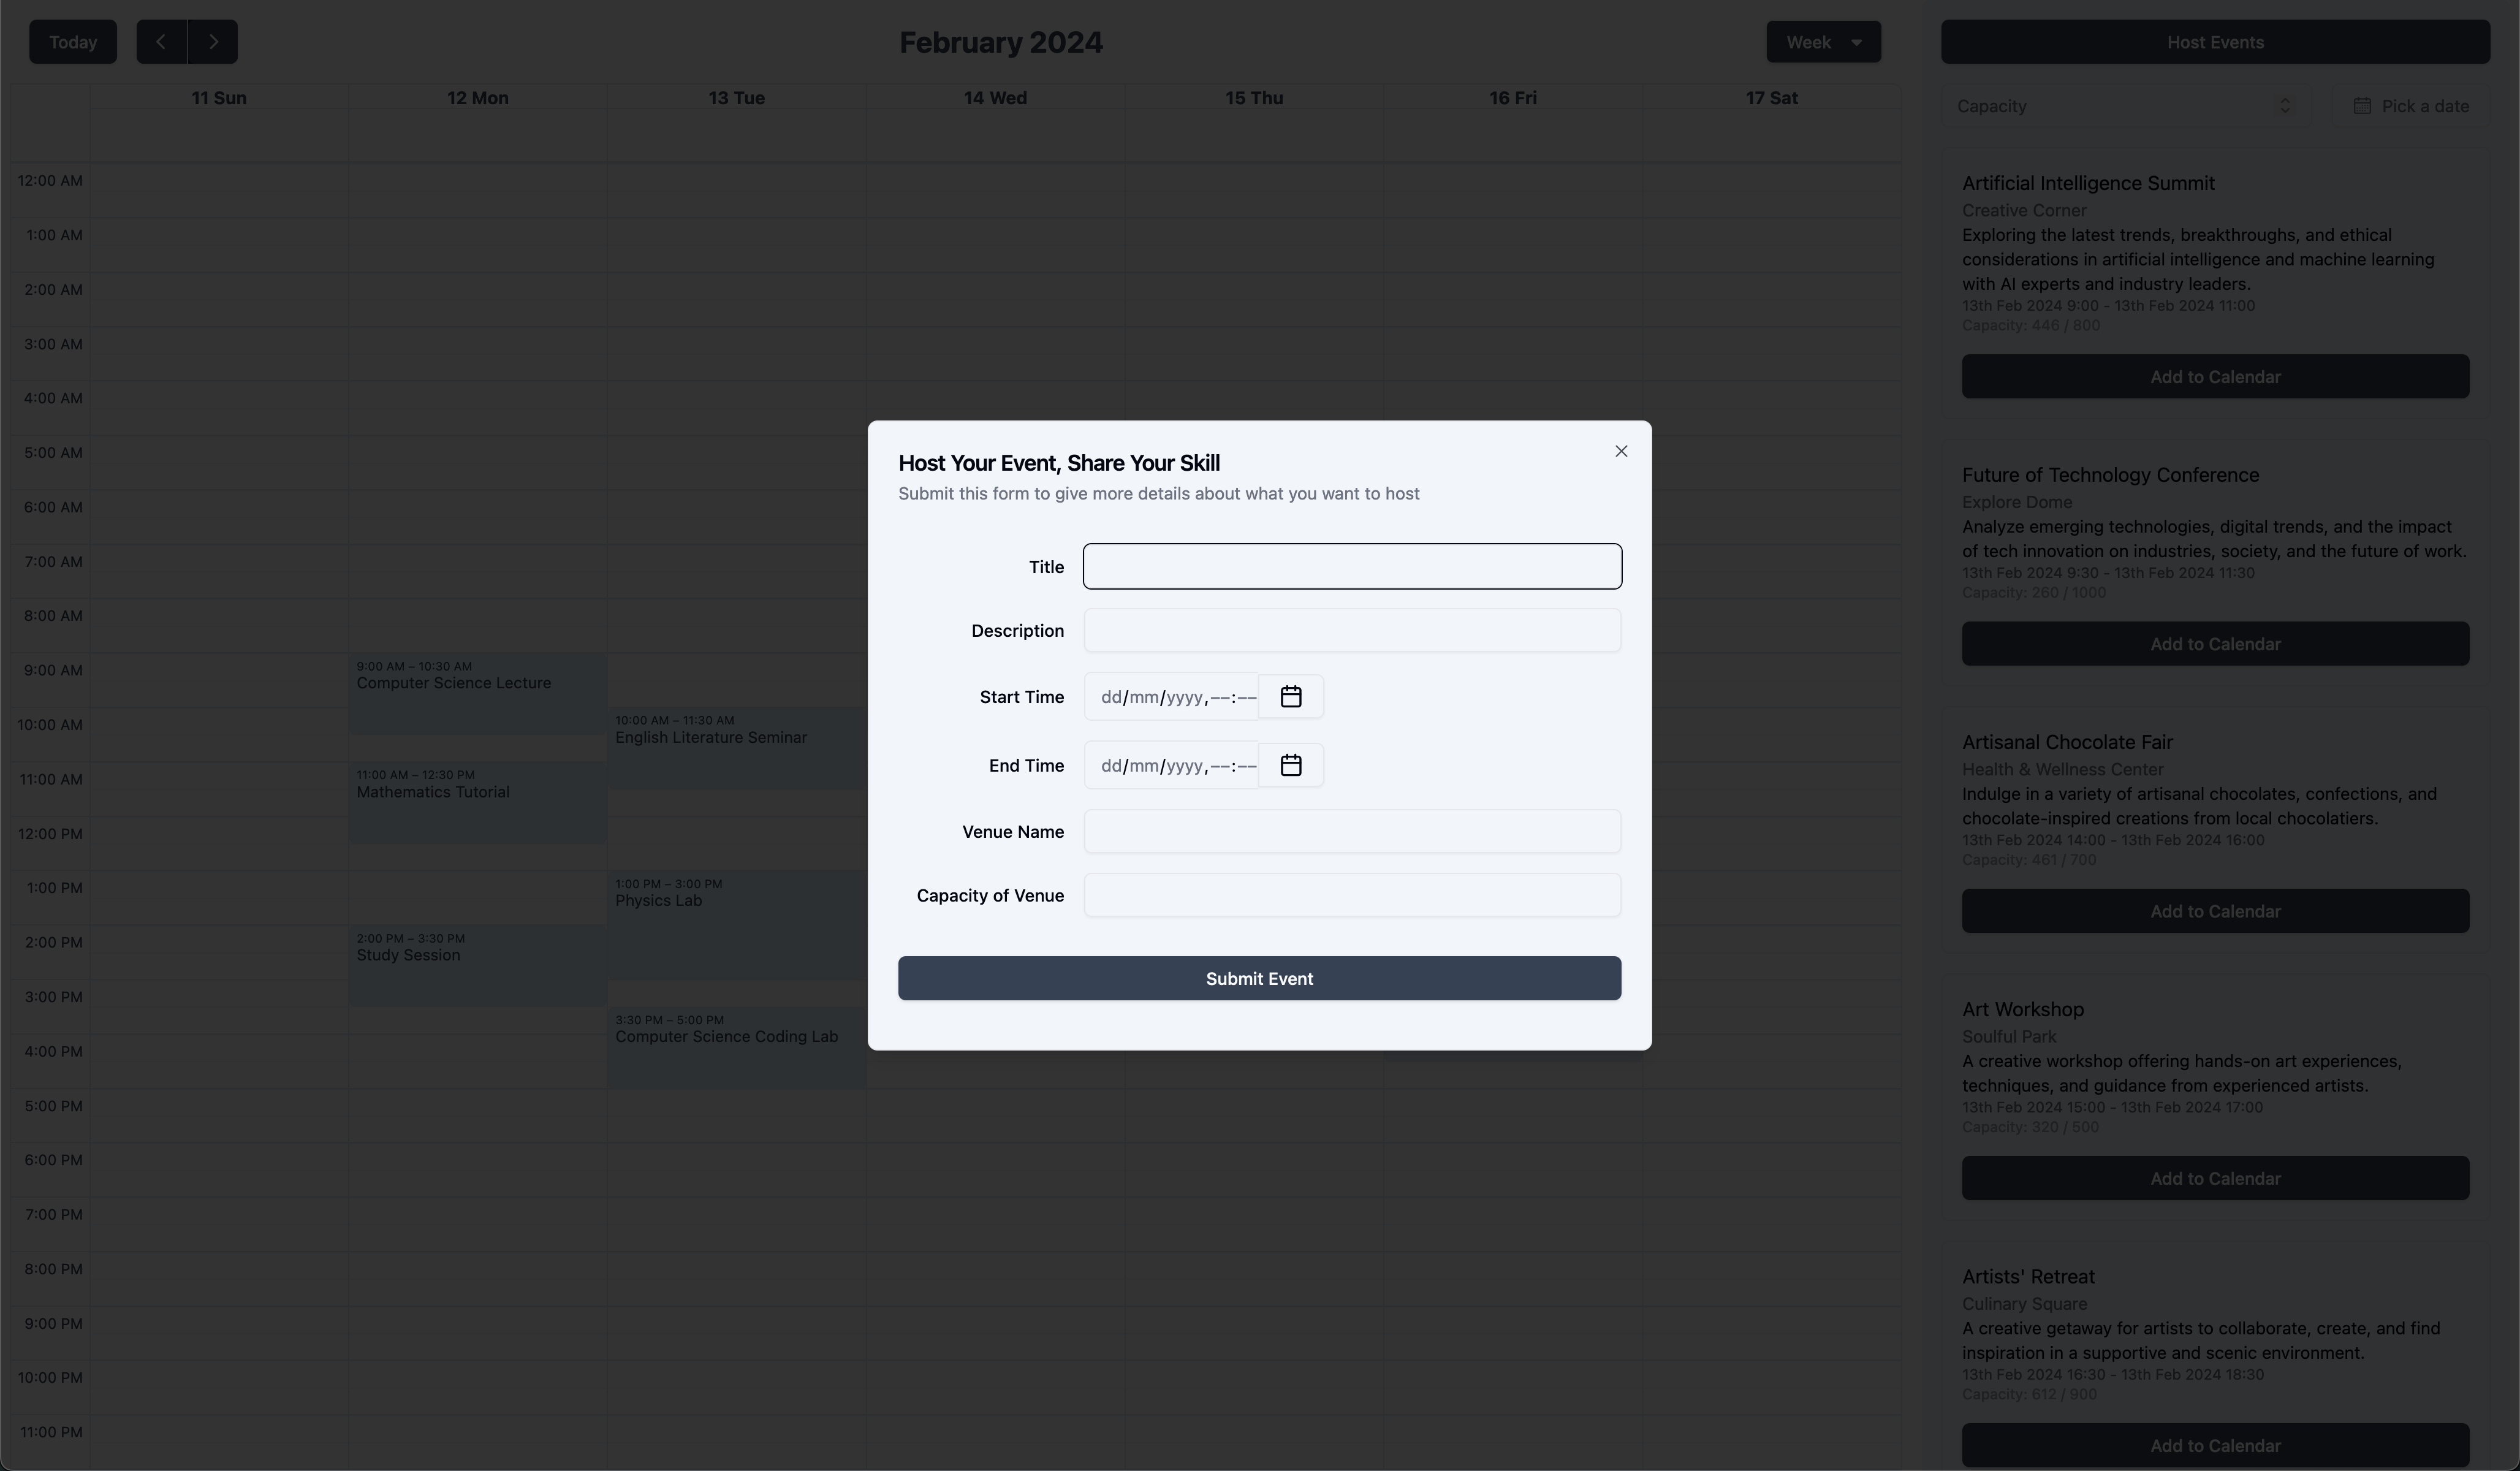 Today
February 2024
Week
11 Sun
12 Mon
13 Tue
14 Wed
15 Thu
16 Fri
17 Sat
12:00 AM
1:00 AM
2:00 AM
3:00 AM
4:00 AM
5:00 AM
6:00 AM
7:00 AM
8:00 AM
9:00 AM
10:00 AM
11:00 AM
12:00 PM
1:00 PM
2:00 PM
3:00 PM
4:00 PM
5:00 PM
6:00 PM
7:00 PM
8:00 PM
9:00 PM
10:00 PM
11:00 PM
9:00 AM – 10:30 AM
Computer Science Lecture
11:00 AM – 12:30 PM
Mathematics Tutorial
2:00 PM – 3:30 PM
Study Session
10:00 AM – 11:30 AM
English Literature Seminar
1:00 PM – 3:00 PM
Physics Lab
3:30 PM – 5:00 PM
Computer Science Coding Lab
Host Your Event, Share Your Skill
Submit this form to give more details about what you want to host
Title
Description
Start Time
dd/mm/yyyy,--:--
End Time
dd/mm/yyyy,--:--
Venue Name
Capacity of Venue
Submit Event
Host Events
Capacity
Pick a date
Artificial Intelligence Summit
Creative Corner
Exploring the latest trends, breakthroughs, and ethical
considerations in artificial intelligence and machine learning
with AI experts and industry leaders.
13th Feb 2024 9:00 - 13th Feb 2024 11:00
Capacity: 446 / 800
Add to Calendar
Future of Technology Conference
Explore Dome
Analyze emerging technologies, digital trends, and the impact
of tech innovation on industries, society, and the future of work.
13th Feb 2024 9:30 - 13th Feb 2024 11:30
Capacity: 260 / 1000
Add to Calendar
Artisanal Chocolate Fair
Health & Wellness Center
Indulge in a variety of artisanal chocolates, confections, and
chocolate-inspired creations from local chocolatiers.
13th Feb 2024 14:00 - 13th Feb 2024 16:00
Capacity: 461 / 700
Add to Calendar
Art Workshop
Soulful Park
A creative workshop offering hands-on art experiences,
techniques, and guidance from experienced artists.
13th Feb 2024 15:00 - 13th Feb 2024 17:00
Capacity: 320 / 500
Add to Calendar
Artists' Retreat
Culinary Square
A creative getaway for artists to collaborate, create, and find
inspiration in a supportive and scenic environment.
13th Feb 2024 16:30 - 13th Feb 2024 18:30
Capacity: 612 / 900
Add to Calendar